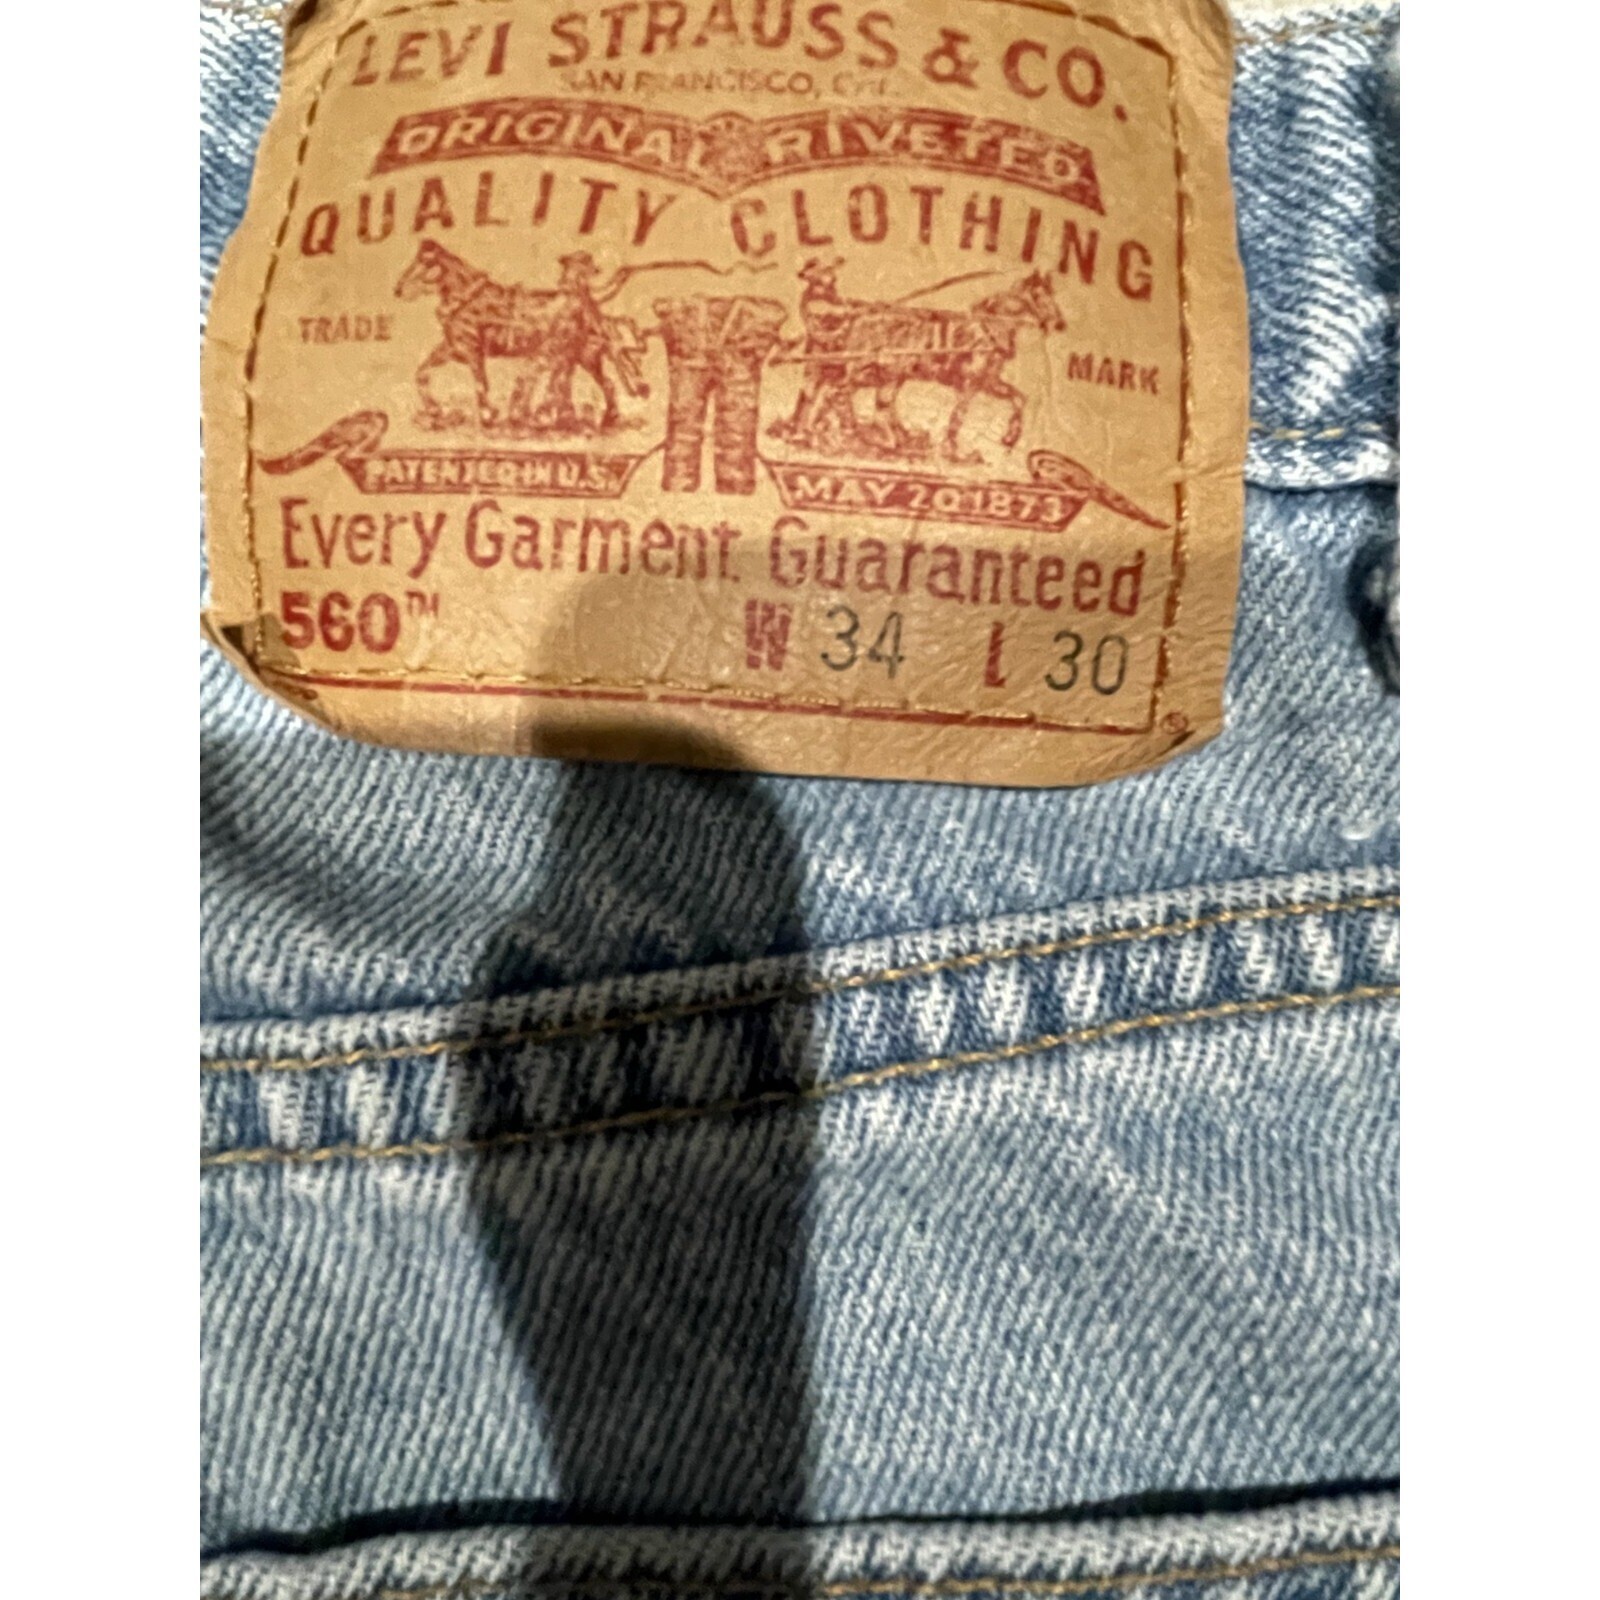 LEVI STRAUSS & CO.
SAN FRANCISCO, CAL.
ORIGINAL RIVETED
QUALITY CLOTHING
TRADE MARK
PATENTED IN U.S. MAY 20 1873
Every Garment Guaranteed
560™ W 34 L 30
®